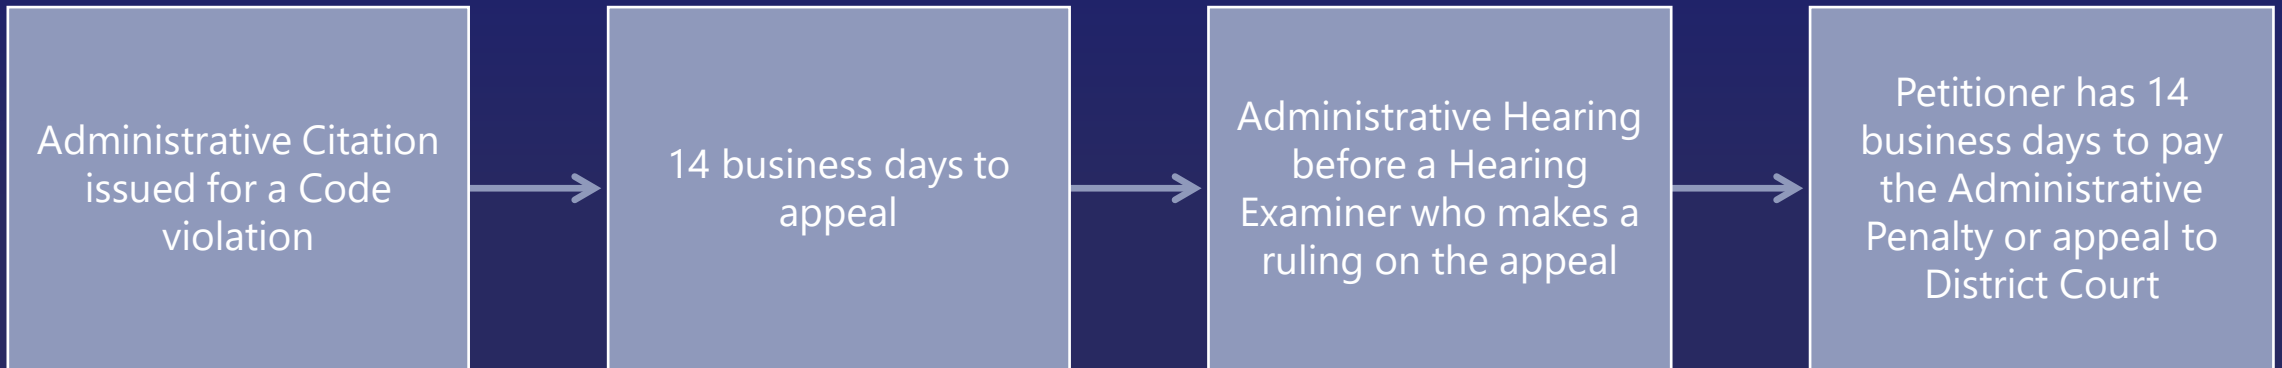 Administrative Citation
issued for a Code
violation
14 business days to
appeal
Administrative Hearing
before a Hearing
Examiner who makes a
ruling on the appeal
Petitioner has 14
business days to pay
the Administrative
Penalty or appeal to
District Court